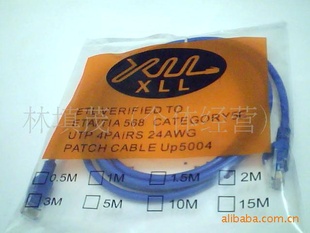 XLL
ETL VERIFIED TO
EIA/TIA 568 CATEGORY5
UTP 4PAIRS 24AWG
PATCH CABLE Up5004
0.5M 1M 1.5M 2M
3M 5M 10M 15M
alibaba.com.cn